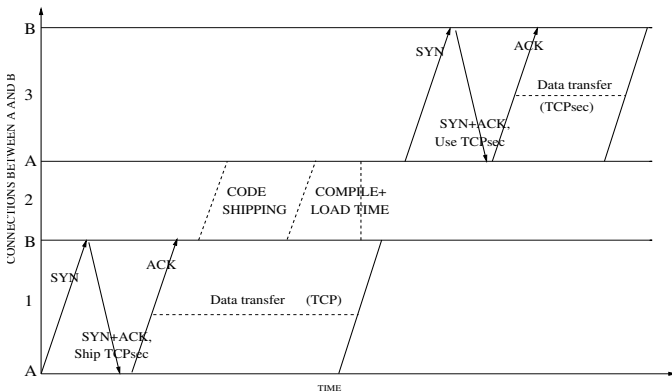 B
SYN
ACK
Data transfer
(TCPsec)
3
SYN+ACK,
Use TCPsec
A
CODE
SHIPPING
COMPILE+
LOAD TIME
2
B
SYN
ACK
Data transfer (TCP)
1
SYN+ACK,
Ship TCPsec
A
TIME
CONNECTIONS BETWEEN A AND B